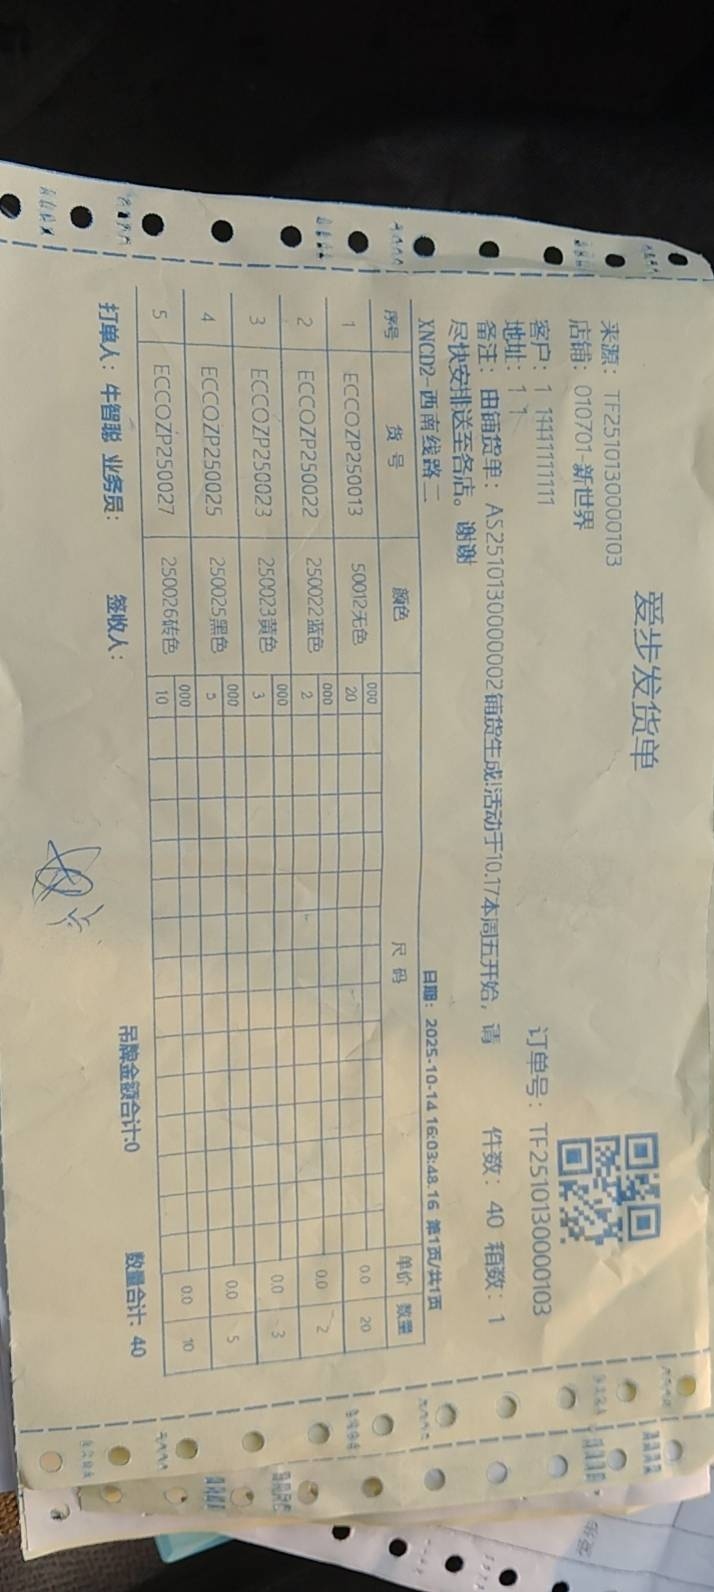 爱步发货单
来源：TF2510130000103
店铺：010701-新世界
订单号：TF2510130000103
客户：1 1441111111
地址：1 1
件数：40 箱数：1
备注：由铺货单：AS2510130000002铺货生成!活动于10.17本周五开始，请
尽快安排送至各店。谢谢
XNCD2-西南线路二 日期：2025-10-14 16:03:48.16 第1页/共1页
序号 货号 颜色 尺码 单价 数量
1 ECCOZP250013 50012无色 000 20 0.0 20
2 ECCOZP250022 250022蓝色 000 2 0.0 2
3 ECCOZP250023 250023黄色 000 3 0.0 3
4 ECCOZP250025 250025黑色 000 5 0.0 5
5 ECCOZP250027 250026砖色 000 10 0.0 10
打单人：牛智聪 业务员： 签收人： 吊牌金额合计:0 数量合计: 40